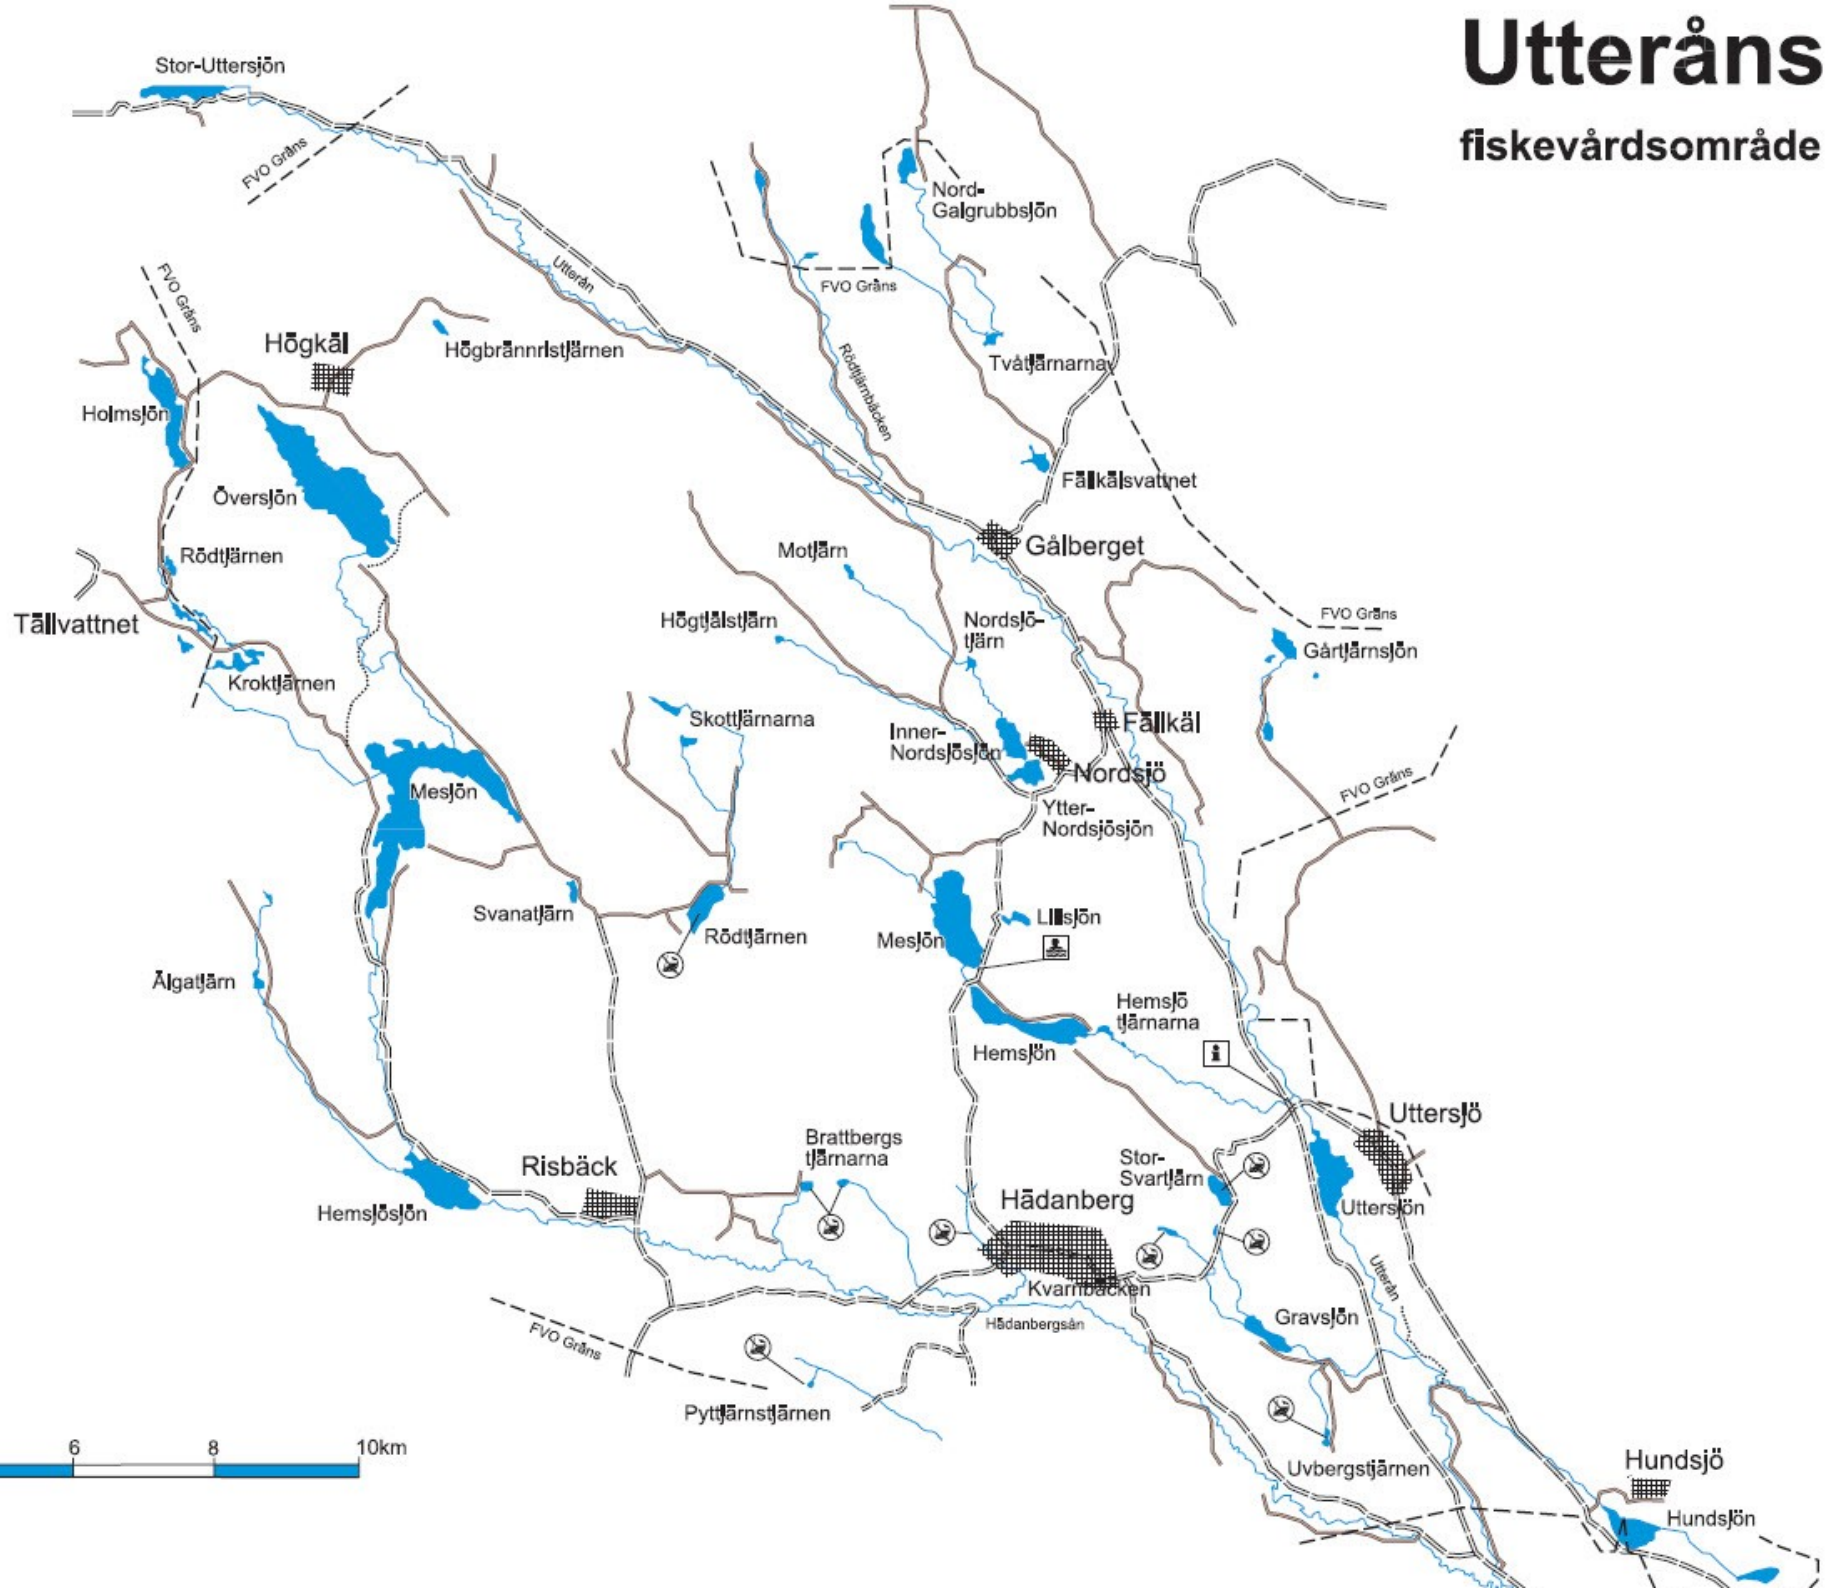 Utteråns
fiskevårdsområde
Stor-Uttersjön
FVO Gräns
Utterån
Nord-
Galgrubbsjön
FVO Gräns
FVO Gräns
Högkäl
Högbrännristjärnen
Tvåtjärnarna
Rödtjärnbäcken
Holmsjön
Översjön
Fällkälsvattnet
Gålberget
Rödtjärnen
Motjärn
Tällvattnet
Högtjälstjärn
Nordsjö-
tjärn
FVO Gräns
Gårtjärnsjön
Kroktjärnen
Skottjärnarna
Inner-
Nordsjösjön
Fällkäl
Nordsjö
FVO Gräns
Mesjön
Ytter-
Nordsjösjön
Svanatjärn
Rödtjärnen
Mesjön
Lillsjön
Älgatjärn
Hemsjö
tjärnarna
Hemsjön
Uttersjö
Brattbergs
tjärnarna
Risbäck
Stor-
Svartjärn
Hädanberg
Hemsjösjön
Uttersjön
Utterån
Kvarnbäcken
Hädanbergsån
Gravsjön
FVO Gräns
Pyttjärnstjärnen
6
8
10km
Uvbergstjärnen
Hundsjö
Hundsjön